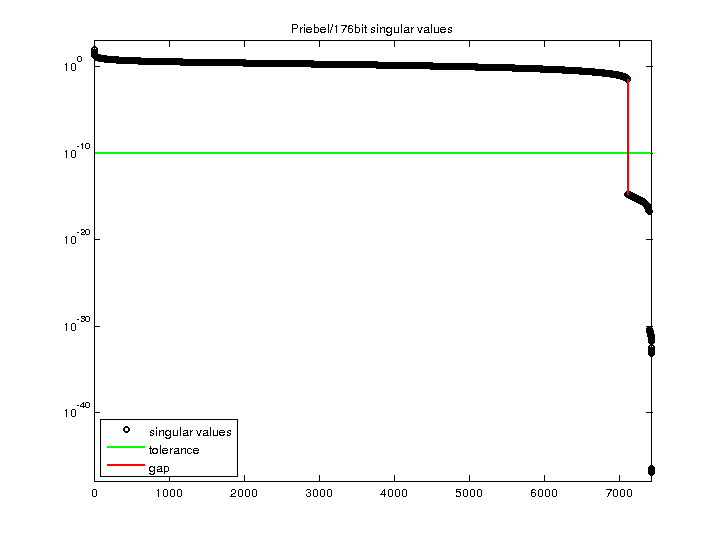 Priebel/176bit singular values
10^0
10^-10
10^-20
10^-30
10^-40
singular values
tolerance
gap
0 1000 2000 3000 4000 5000 6000 7000